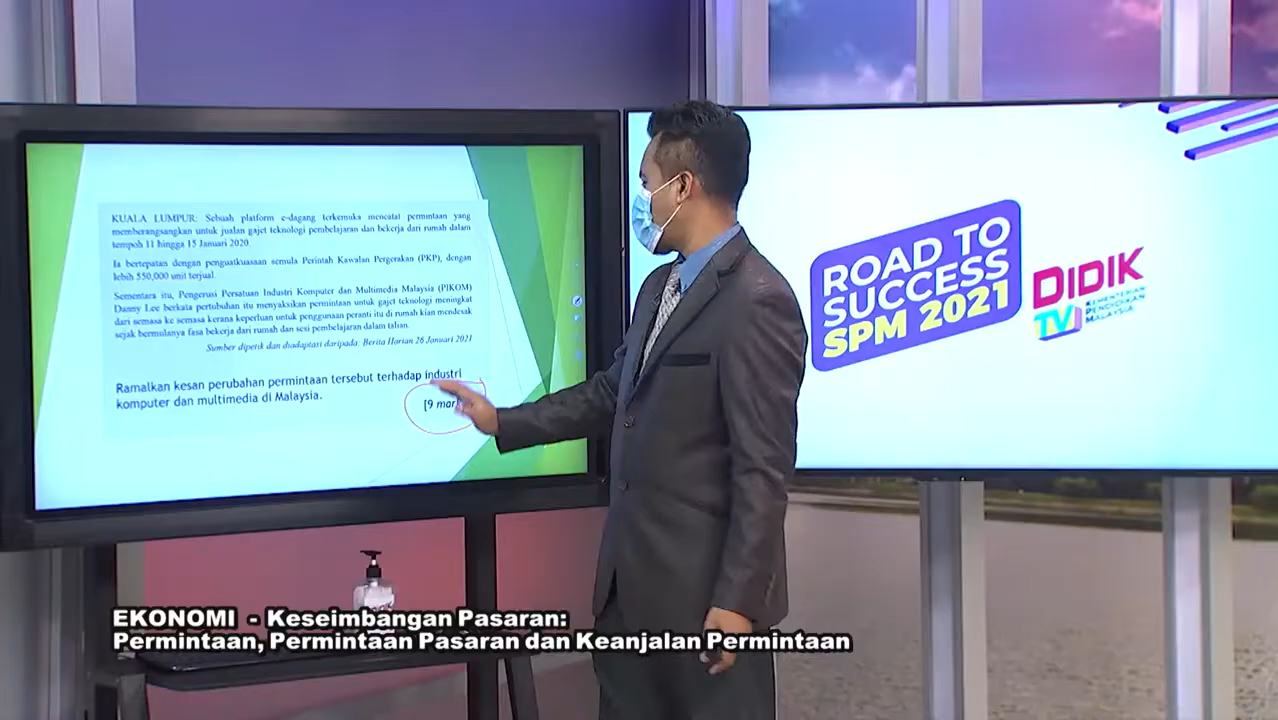 KUALA LUMPUR: Sebuah platform e-dagang terkemuka mencatat permintaan yang
memberangsangkan untuk jualan gajet teknologi pembelajaran dan bekerja dari rumah dalam
tempoh 11 hingga 15 Januari 2020.
Ia bertepatan dengan penguatkuasaan semula Perintah Kawalan Pergerakan (PKP), dengan
lebih 550,000 unit terjual.
Sementara itu, Pengerusi Persatuan Industri Komputer dan Multimedia Malaysia (PIKOM)
Danny Lee berkata pertubuhan itu menyaksikan permintaan untuk gajet teknologi meningkat
dari semasa ke semasa kerana keperluan untuk penggunaan peranti itu di rumah kian mendesak
sejak bermulanya fasa bekerja dari rumah dan sesi pembelajaran dalam talian.
Sumber dipetik dan diadaptasi daripada: Berita Harian 26 Januari 2021
Ramalkan kesan perubahan permintaan tersebut terhadap industri
komputer dan multimedia di Malaysia.
[9 mar
ROAD TO
SUCCESS
SPM 2021
DIDIK
TV
KEMENTERIAN
PENDIDIKAN
MALAYSIA
EKONOMI - Keseimbangan Pasaran:
Permintaan, Permintaan Pasaran dan Keanjalan Permintaan